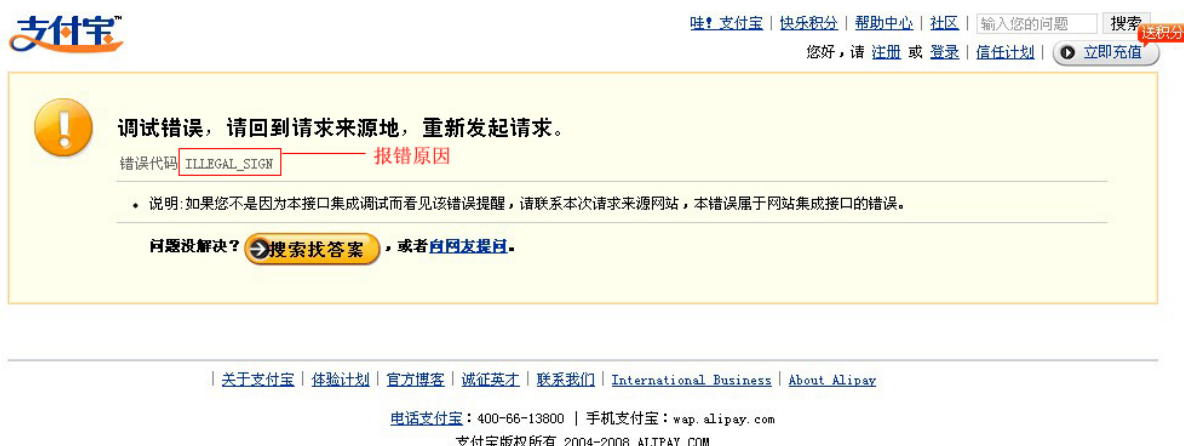 支付宝™
哇! 支付宝 | 快乐积分 | 帮助中心 | 社区 | 输入您的问题 搜索
送积分
您好，请 注册 或 登录 | 信任计划 | 立即充值
调试错误，请回到请求来源地，重新发起请求。
错误代码 ILLEGAL_SIGN 报错原因
• 说明:如果您不是因为本接口集成调试而看见该错误提醒，请联系本次请求来源网站，本错误属于网站集成接口的错误。
问题没解决? 搜索找答案 ，或者向网友提问。
| 关于支付宝 | 体验计划 | 官方博客 | 诚征英才 | 联系我们 | International Business | About Alipay
电话支付宝：400-66-13800 | 手机支付宝：wap.alipay.com
支付宝版权所有 2004-2008 ALIPAY.COM